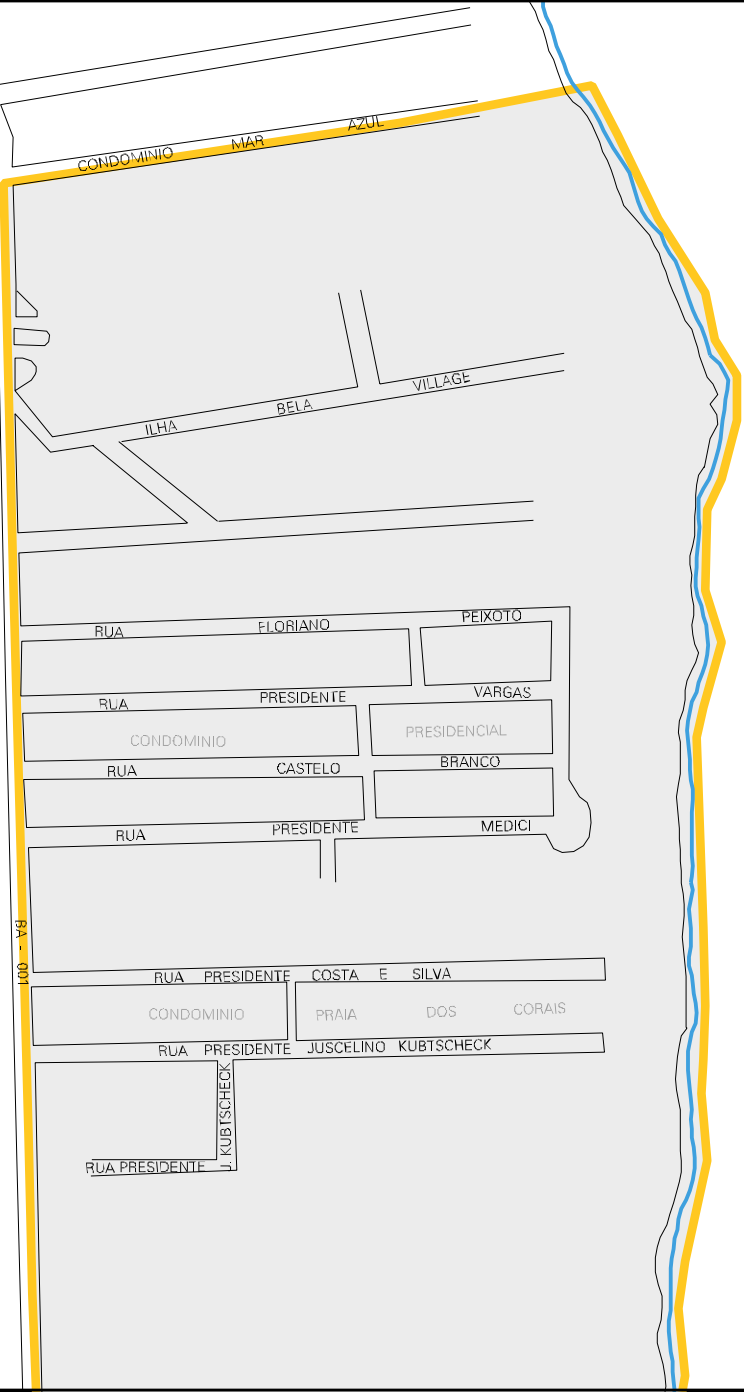 CONDOMINIO MAR AZUL
ILHA BELA VILLAGE
RUA FLORIANO PEIXOTO
RUA PRESIDENTE VARGAS
CONDOMINIO PRESIDENCIAL
RUA CASTELO BRANCO
RUA PRESIDENTE MEDICI
BA - 001
RUA PRESIDENTE COSTA E SILVA
CONDOMINIO PRAIA DOS CORAIS
RUA PRESIDENTE JUSCELINO KUBTSCHECK
RUA PRESIDENTE
J. KUBTSCHECK